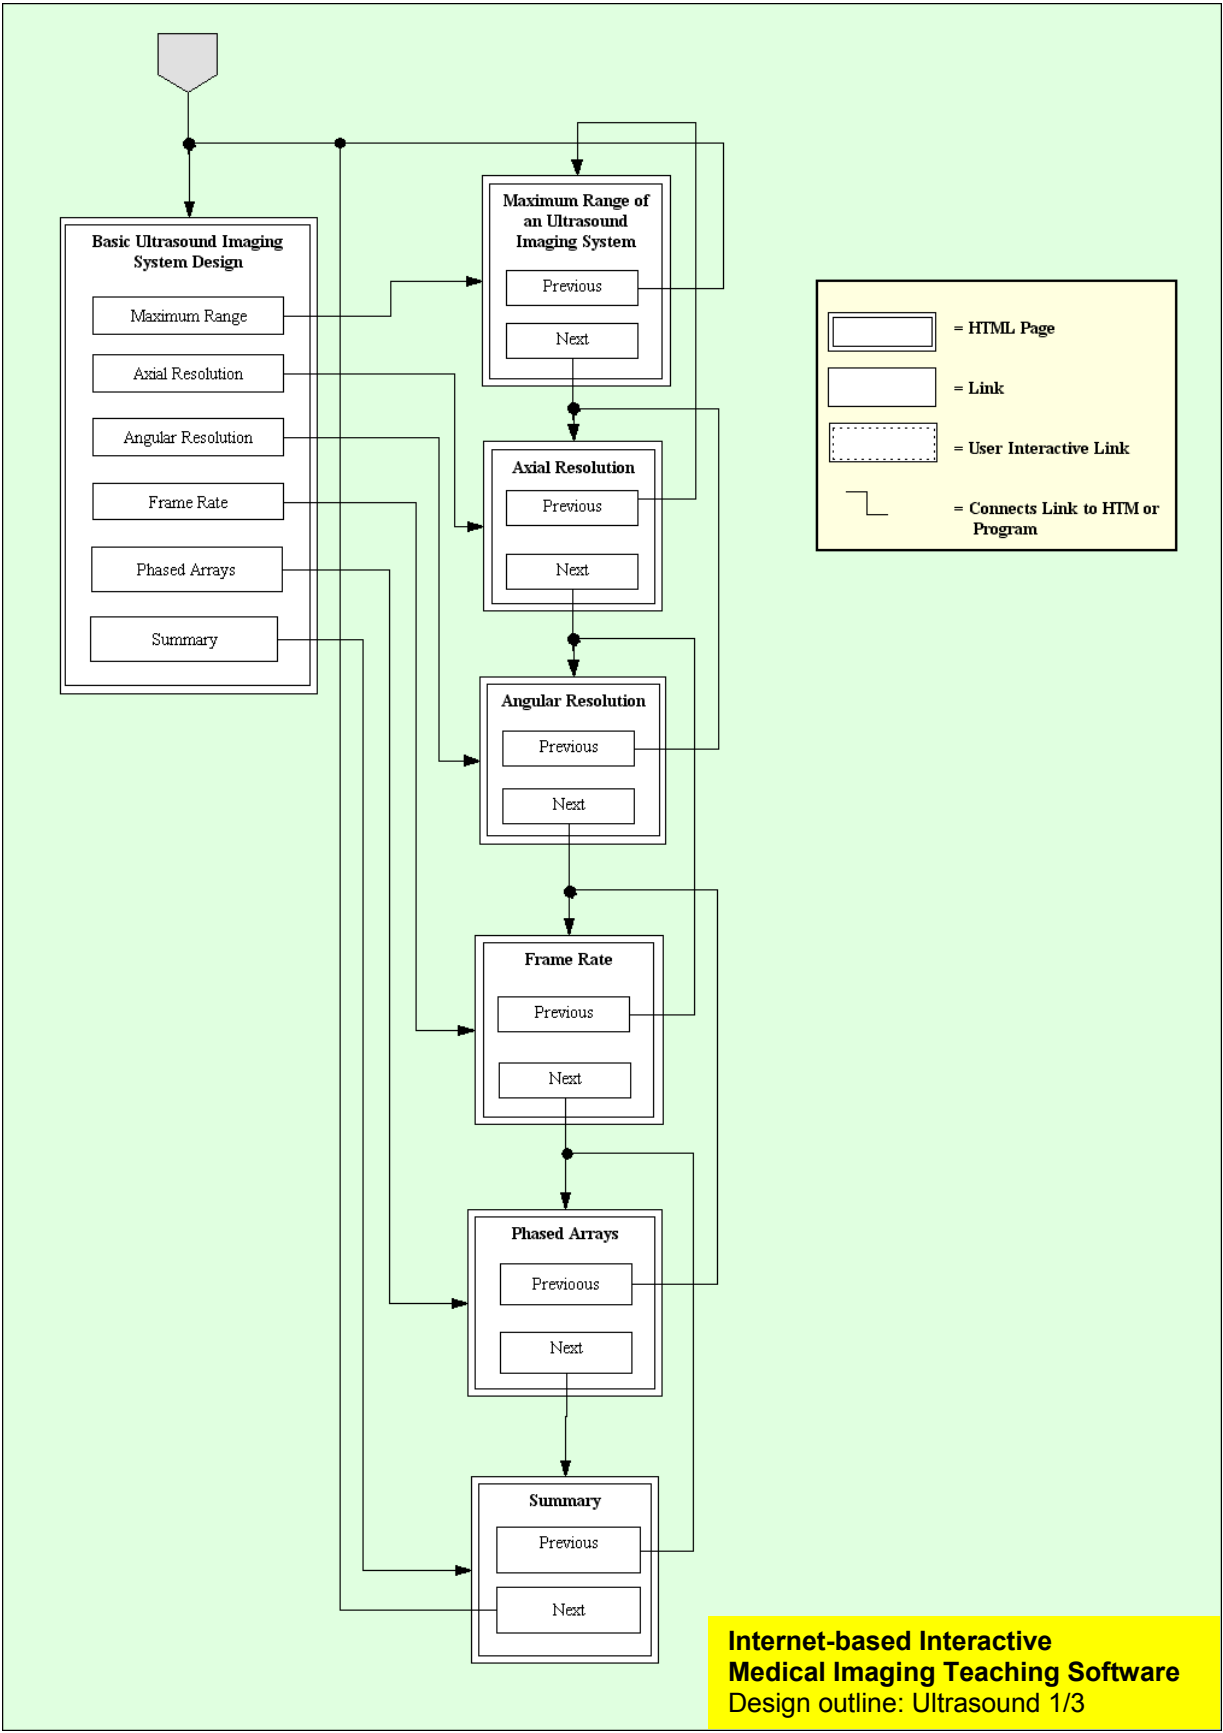 Basic Ultrasound Imaging
System Design
Maximum Range
Axial Resolution
Angular Resolution
Frame Rate
Phased Arrays
Summary
Maximum Range of
an Ultrasound
Imaging System
Previous
Next
Axial Resolution
Previous
Next
Angular Resolution
Previous
Next
Frame Rate
Previous
Next
Phased Arrays
Previoous
Next
Summary
Previous
Next
= HTML Page
= Link
= User Interactive Link
= Connects Link to HTM or
Program
Internet-based Interactive
Medical Imaging Teaching Software
Design outline: Ultrasound 1/3